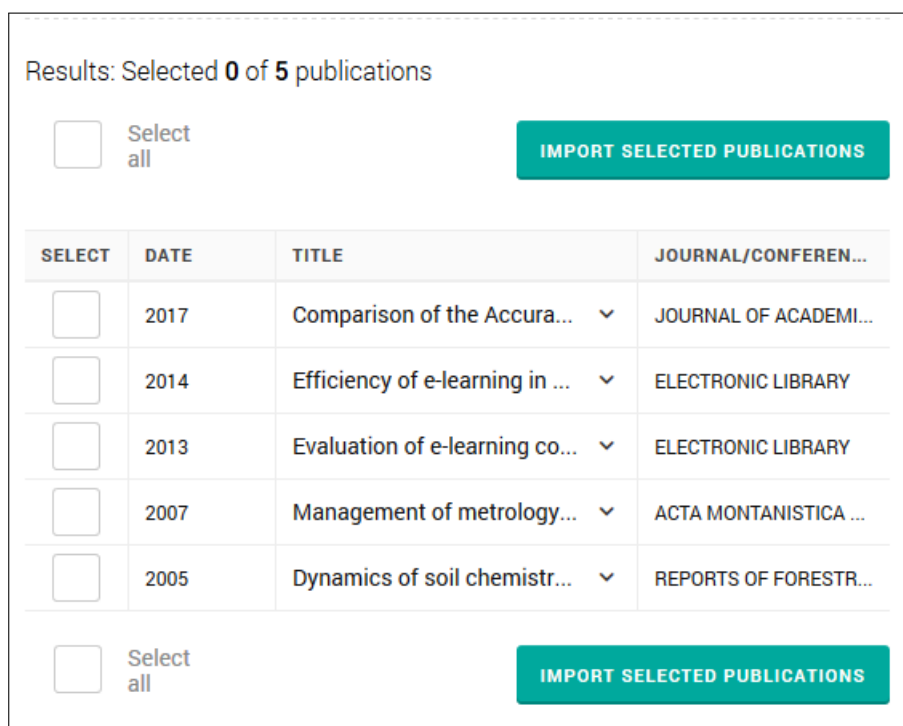 Results: Selected 0 of 5 publications
Select
all
IMPORT SELECTED PUBLICATIONS
SELECT DATE TITLE JOURNAL/CONFEREN...
2017 Comparison of the Accura... JOURNAL OF ACADEMI...
2014 Efficiency of e-learning in ... ELECTRONIC LIBRARY
2013 Evaluation of e-learning co... ELECTRONIC LIBRARY
2007 Management of metrology... ACTA MONTANISTICA ...
2005 Dynamics of soil chemistr... REPORTS OF FORESTR...
Select
all
IMPORT SELECTED PUBLICATIONS